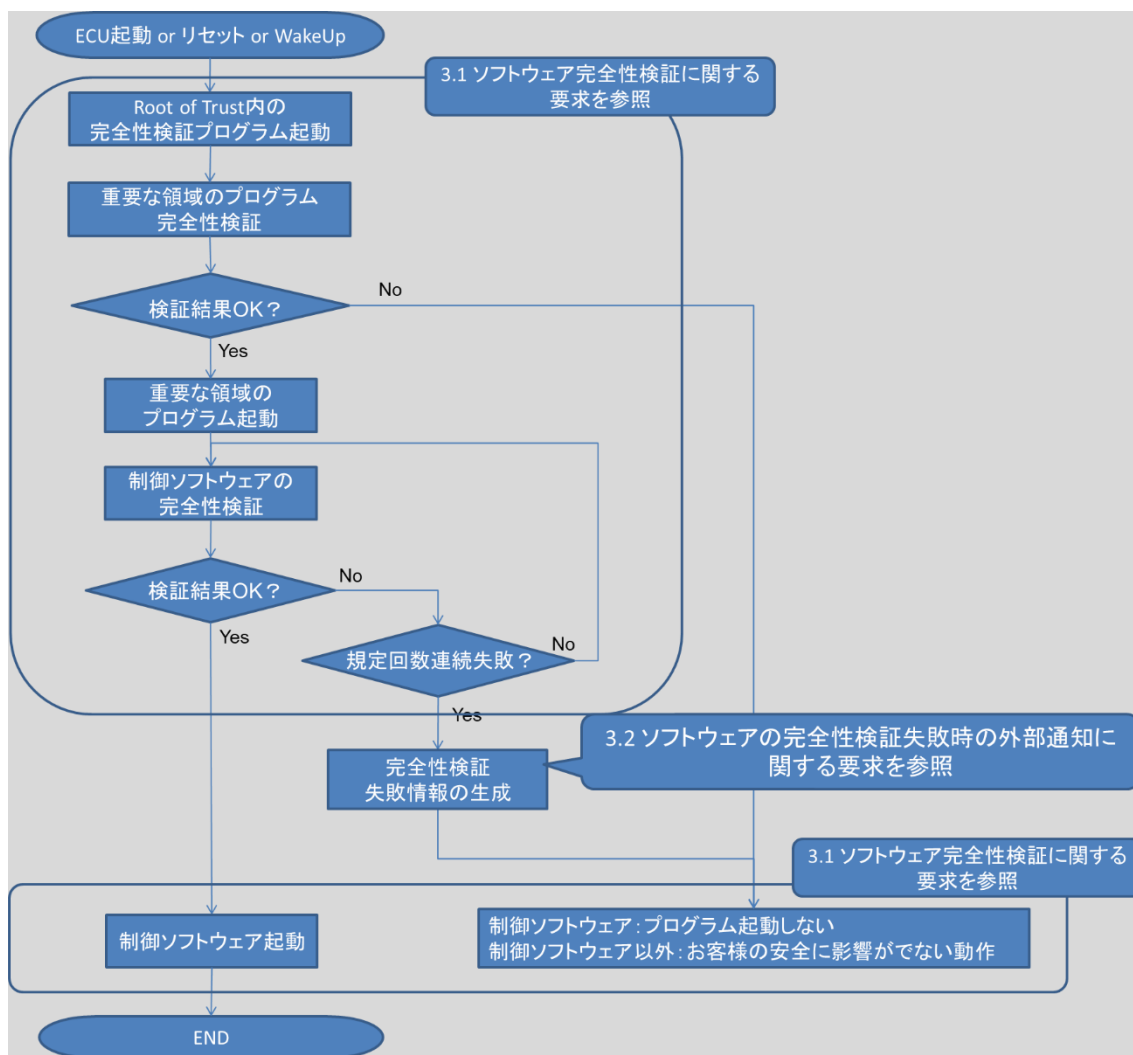 ECU起動 or リセット or WakeUp
3.1 ソフトウェア完全性検証に関する
要求を参照
Root of Trust内の
完全性検証プログラム起動
重要な領域のプログラム
完全性検証
検証結果OK？
No
Yes
重要な領域の
プログラム起動
制御ソフトウェアの
完全性検証
検証結果OK？
No
Yes
規定回数連続失敗？
No
Yes
3.2 ソフトウェアの完全性検証失敗時の外部通知に
関する要求を参照
完全性検証
失敗情報の生成
3.1 ソフトウェア完全性検証に関する
要求を参照
制御ソフトウェア起動
制御ソフトウェア：プログラム起動しない
制御ソフトウェア以外：お客様の安全に影響がでない動作
END